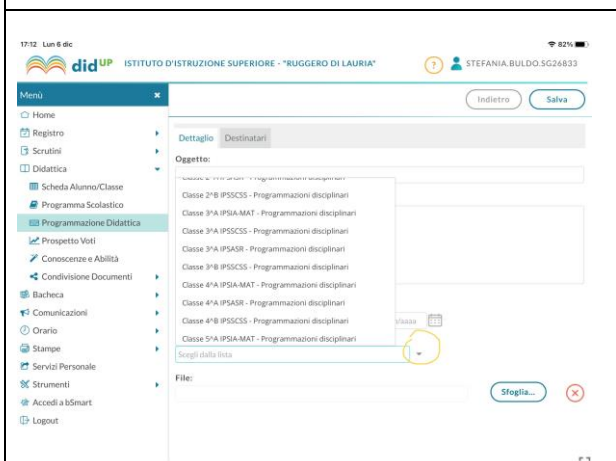 17:12 Lun 6 dic
82%
didUP ISTITUTO D'ISTRUZIONE SUPERIORE - "RUGGERO DI LAURIA"
? STEFANIA.BULDO.SG26833
Menù
Indietro Salva
Home
Registro
Scrutini
Didattica
Scheda Alunno/Classe
Programma Scolastico
Programmazione Didattica
Prospetto Voti
Conoscenze e Abilità
Condivisione Documenti
Bacheca
Comunicazioni
Orario
Stampe
Servizi Personale
Strumenti
Accedi a bSmart
Logout
Dettaglio Destinatari
Oggetto:
Classe 2^B IPSSCSS - Programmazioni disciplinari
Classe 3^A IPSIA-MAT - Programmazioni disciplinari
Classe 3^A IPSSCSS - Programmazioni disciplinari
Classe 3^A IPSASR - Programmazioni disciplinari
Classe 3^B IPSSCSS - Programmazioni disciplinari
Classe 4^A IPSIA-MAT - Programmazioni disciplinari
Classe 4^A IPSASR - Programmazioni disciplinari
Classe 4^B IPSSCSS - Programmazioni disciplinari
Classe 5^A IPSIA-MAT - Programmazioni disciplinari
Scegli dalla lista
File:
Sfoglia...